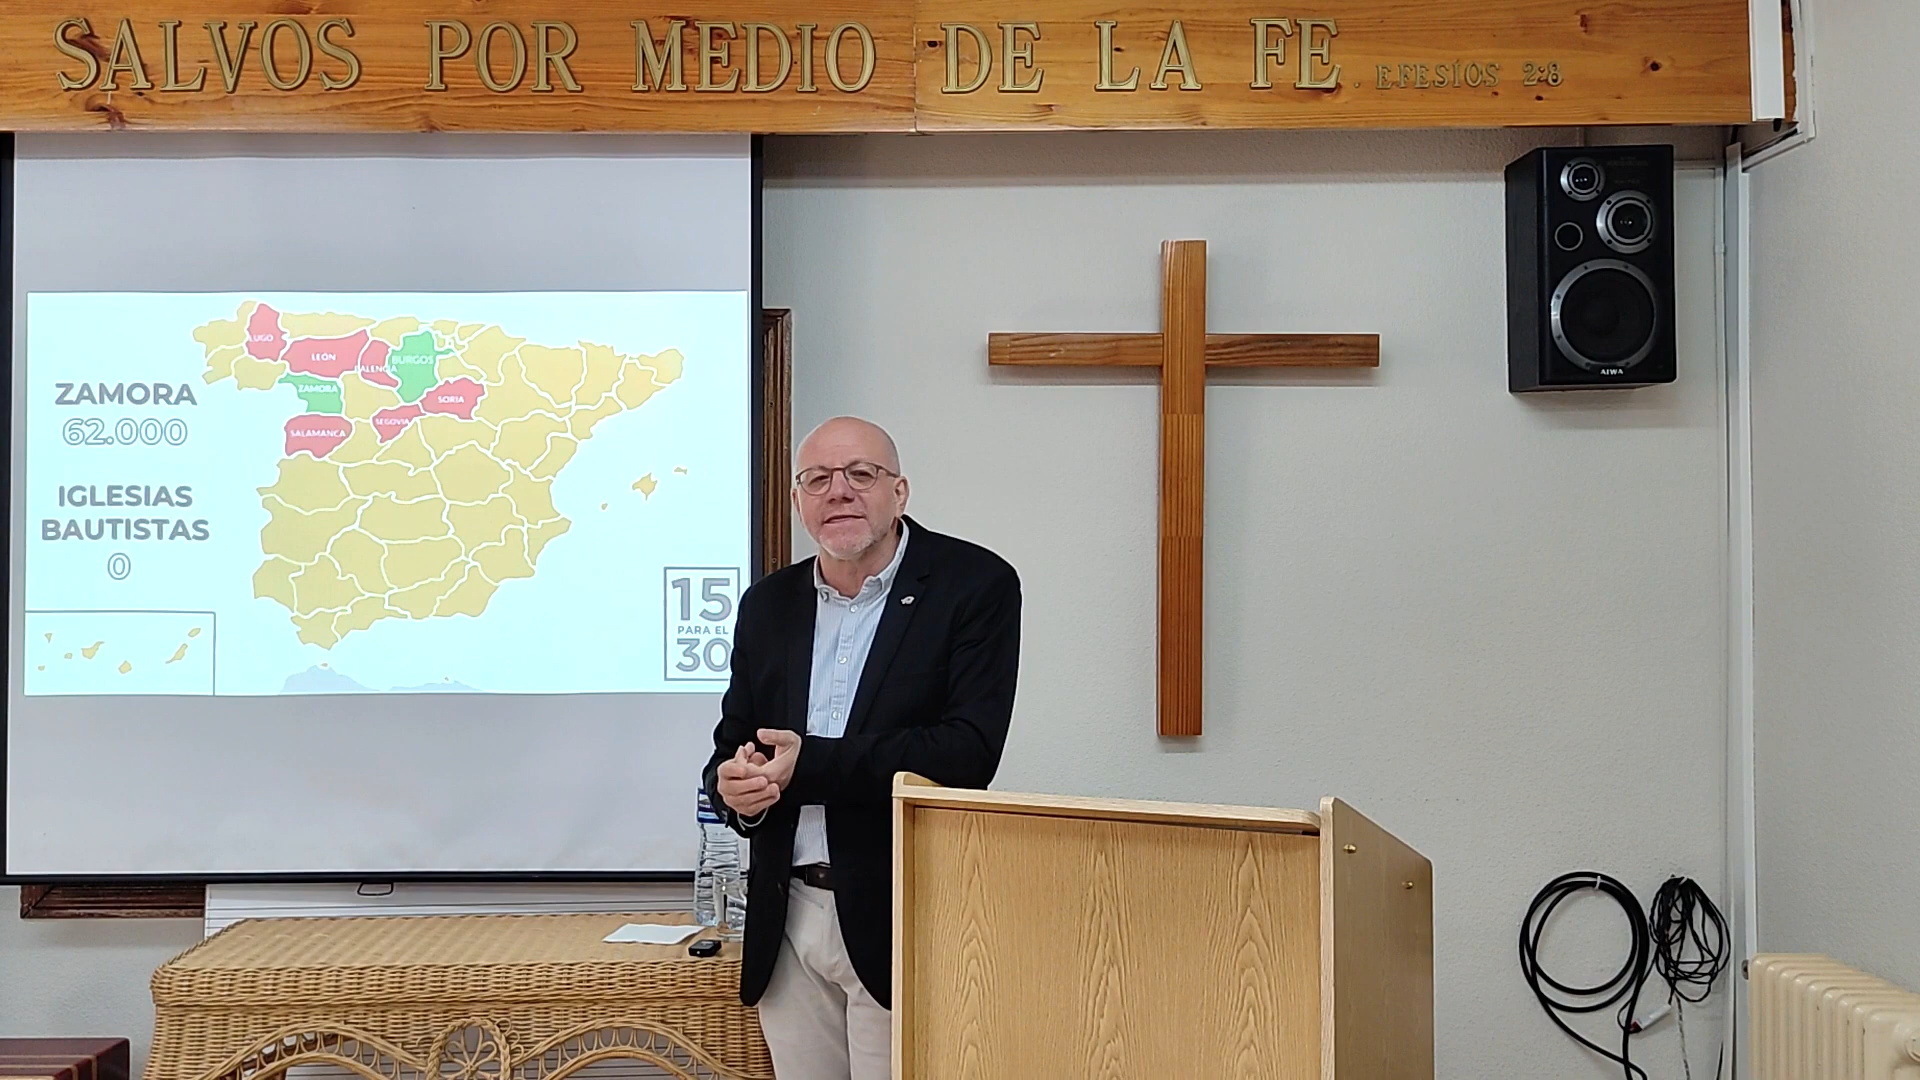 SALVOS POR MEDIO DE LA FE. EFESÍOS 2:8
LUGO
LEÓN
PALENCIA
BURGOS
ZAMORA
SORIA
SEGOVIA
SALAMANCA
ZAMORA
62.000
IGLESIAS
BAUTISTAS
0
15
PARA EL
30
AIWA